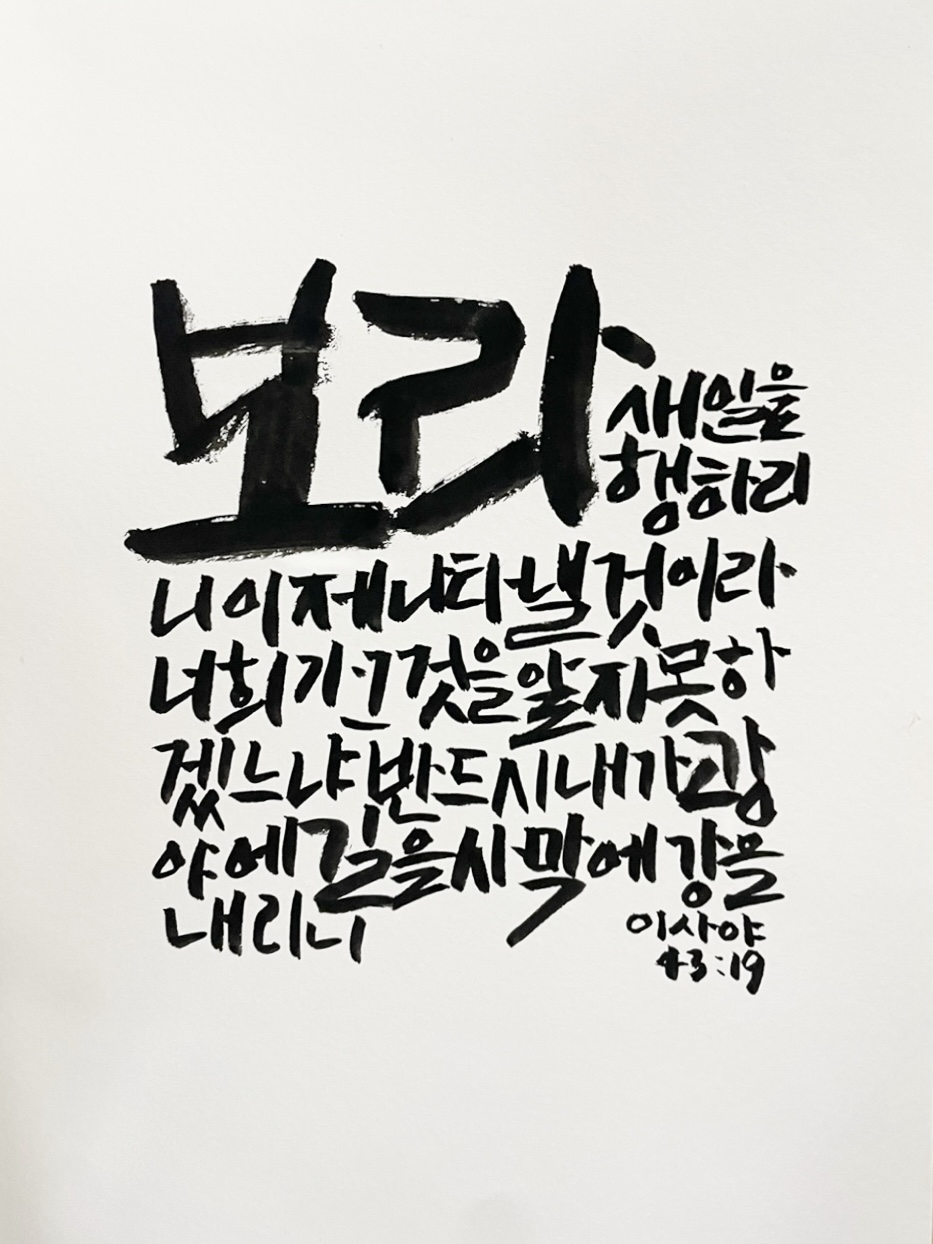 보라
새일을
행하리
니 이제 나타낼 것이라
너희가 그것을 알지 못하
겠느냐 반드시 내가 광
야에 길을 사막에 강을
내리니
이사야
43:19